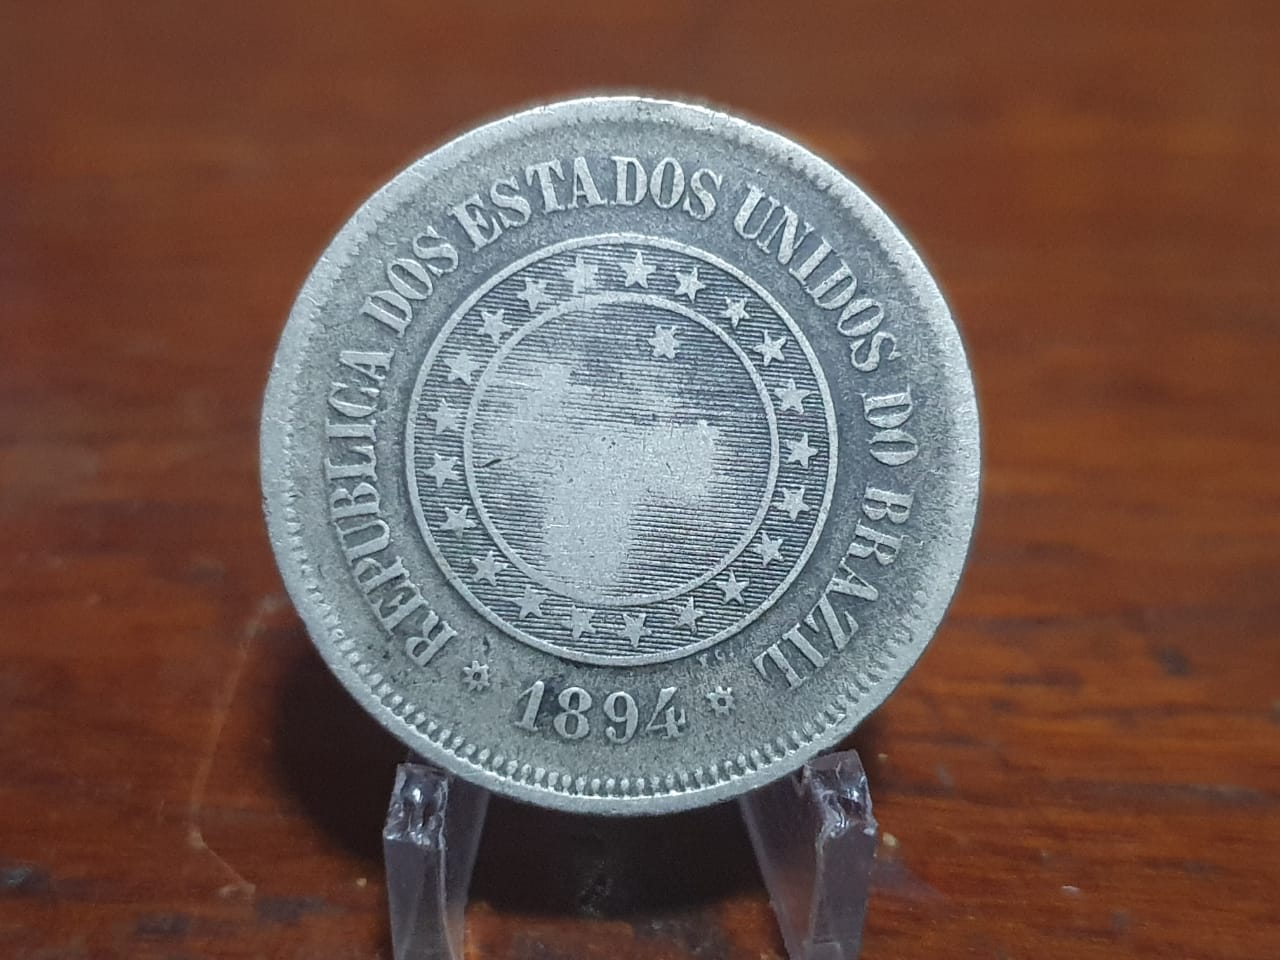 REPUBLICA DOS ESTADOS UNIDOS DO BRAZIL
1894